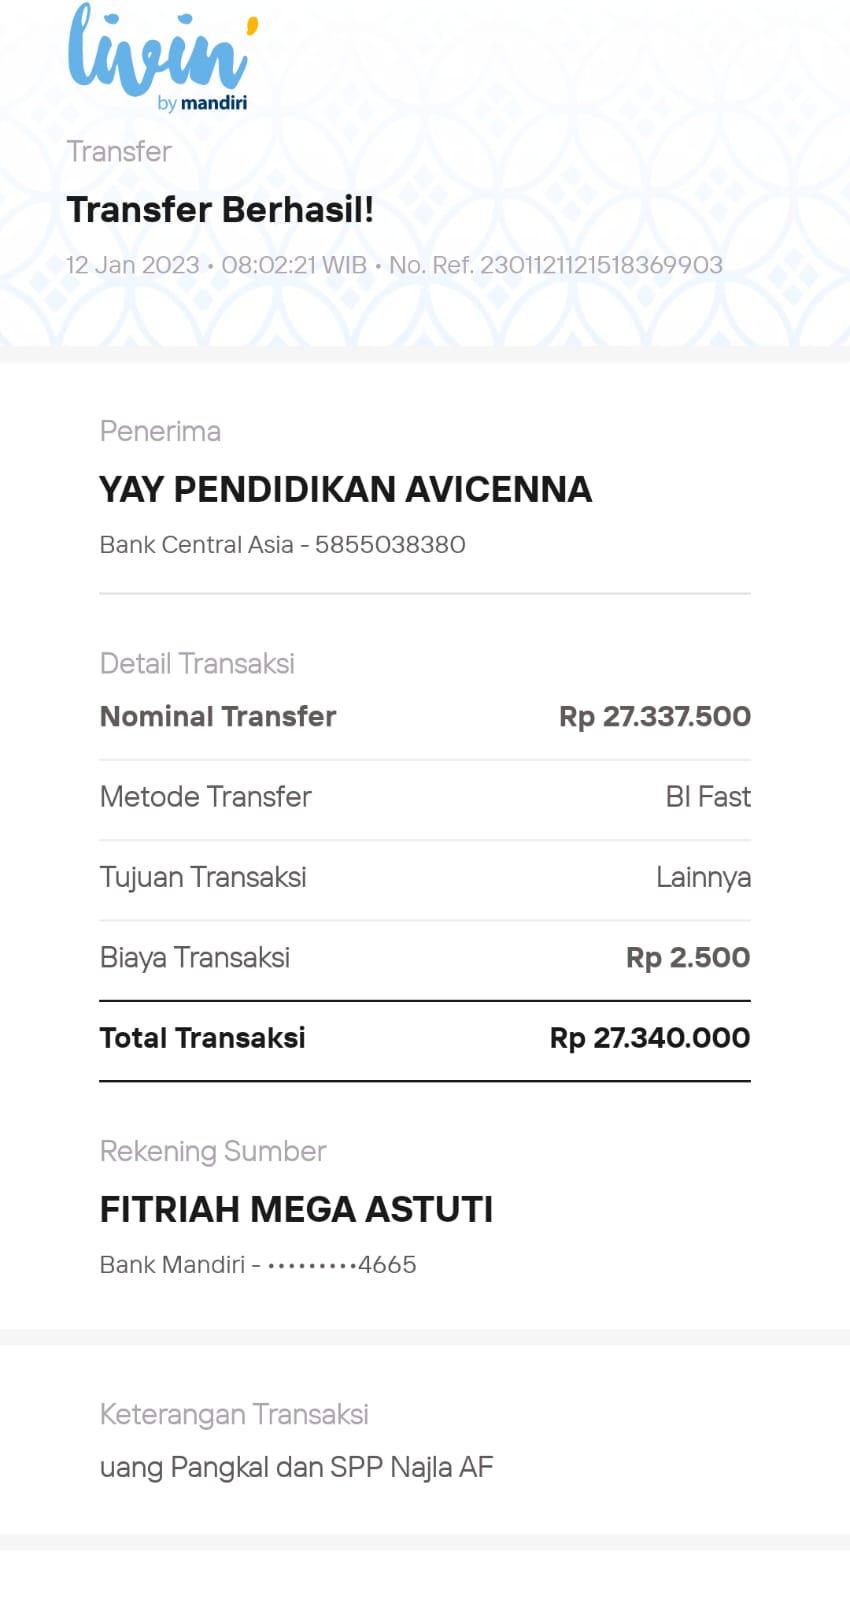 livin'
by mandiri
Transfer
Transfer Berhasil!
12 Jan 2023 • 08:02:21 WIB • No. Ref. 2301121121518369903
Penerima
YAY PENDIDIKAN AVICENNA
Bank Central Asia - 5855038380
Detail Transaksi
Nominal Transfer Rp 27.337.500
Metode Transfer BI Fast
Tujuan Transaksi Lainnya
Biaya Transaksi Rp 2.500
Total Transaksi Rp 27.340.000
Rekening Sumber
FITRIAH MEGA ASTUTI
Bank Mandiri - •••••••••4665
Keterangan Transaksi
uang Pangkal dan SPP Najla AF